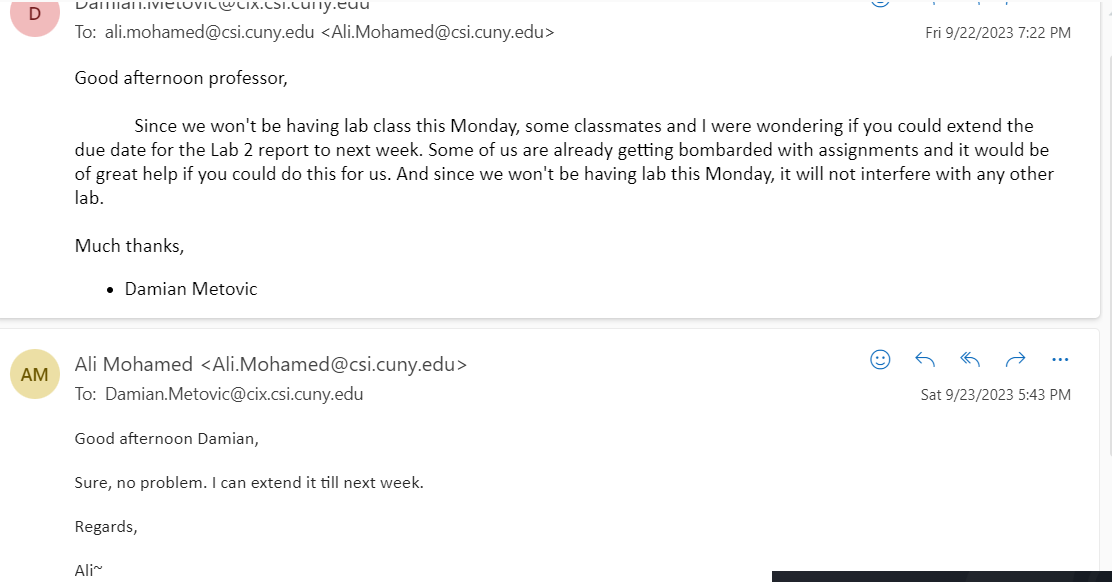 D
Damian.Metovic@cix.csi.cuny.edu
To: ali.mohamed@csi.cuny.edu <Ali.Mohamed@csi.cuny.edu>
Fri 9/22/2023 7:22 PM
Good afternoon professor,
Since we won't be having lab class this Monday, some classmates and I were wondering if you could extend the
due date for the Lab 2 report to next week. Some of us are already getting bombarded with assignments and it would be
of great help if you could do this for us. And since we won't be having lab this Monday, it will not interfere with any other
lab.
Much thanks,
• Damian Metovic
AM
Ali Mohamed <Ali.Mohamed@csi.cuny.edu>
To: Damian.Metovic@cix.csi.cuny.edu
Sat 9/23/2023 5:43 PM
Good afternoon Damian,
Sure, no problem. I can extend it till next week.
Regards,
Ali~